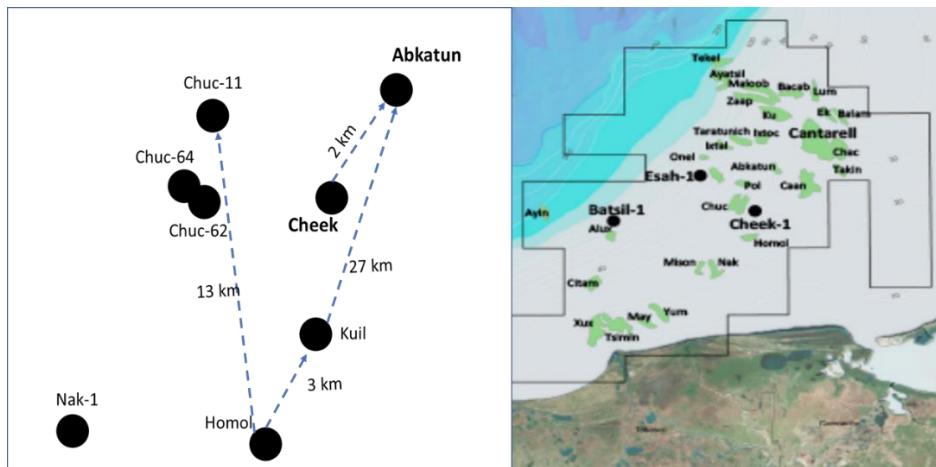 Abkatun
Chuc-11
2 km
Chuc-64
Cheek
Chuc-62
27 km
13 km
Kuil
3 km
Nak-1
Homol
Tekel
Ayatsil
Maloob
Bacab
Lum
Zaap
Ku
Ek
Balam
Taratunich
Ixtoc
Cantarell
Ixtal
Chac
Onel
Abkatun
Takin
Esah-1
Pol
Caan
Ayin
Chuc
Batsil-1
Cheek-1
Alux
Homol
Mison
Nak
Citam
Xux
May
Yum
Tsimin